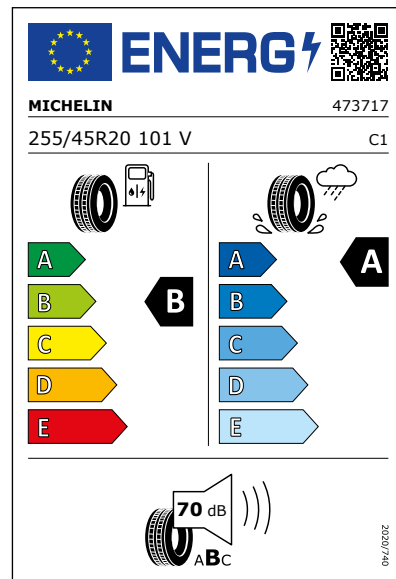 ENERG
MICHELIN 473717
255/45R20 101 V C1
A
B
C
D
E
B
A
B
C
D
E
A
70 dB
ABC
2020/740